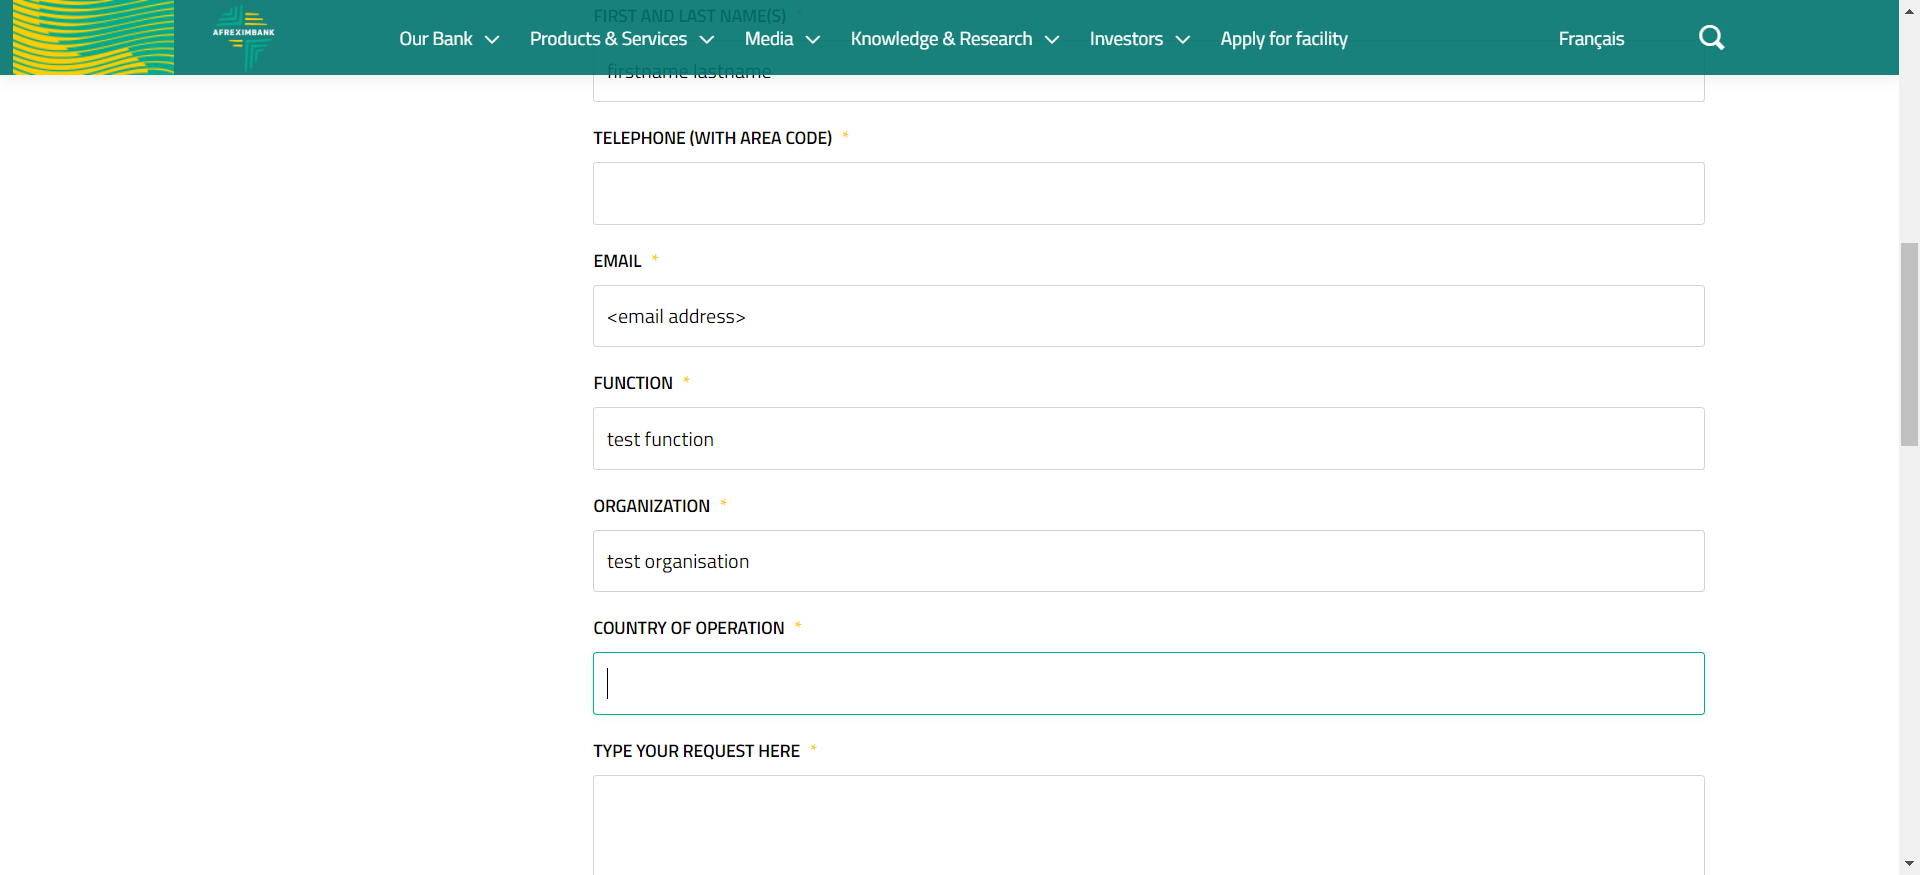 FIRST AND LAST NAME(S) *
AFREXIMBANK
Our Bank
Products & Services
Media
Knowledge & Research
Investors
Apply for facility
Français
firstname lastname
TELEPHONE (WITH AREA CODE) *
EMAIL *
<email address>
FUNCTION *
test function
ORGANIZATION *
test organisation
COUNTRY OF OPERATION *
TYPE YOUR REQUEST HERE *